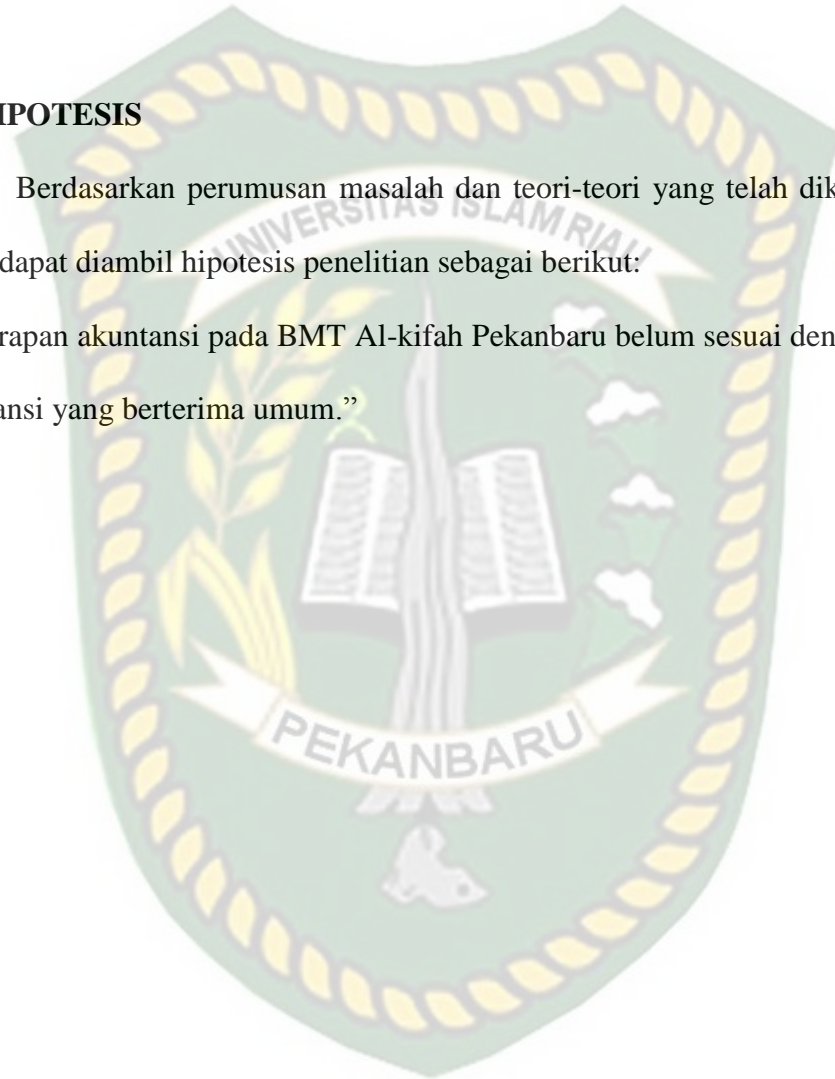 IPOTESIS
Berdasarkan perumusan masalah dan teori-teori yang telah dik
dapat diambil hipotesis penelitian sebagai berikut:
rapan akuntansi pada BMT Al-kifah Pekanbaru belum sesuai den
ansi yang berterima umum.”
UNIVERSITAS ISLAM RIAU
PEKANBARU